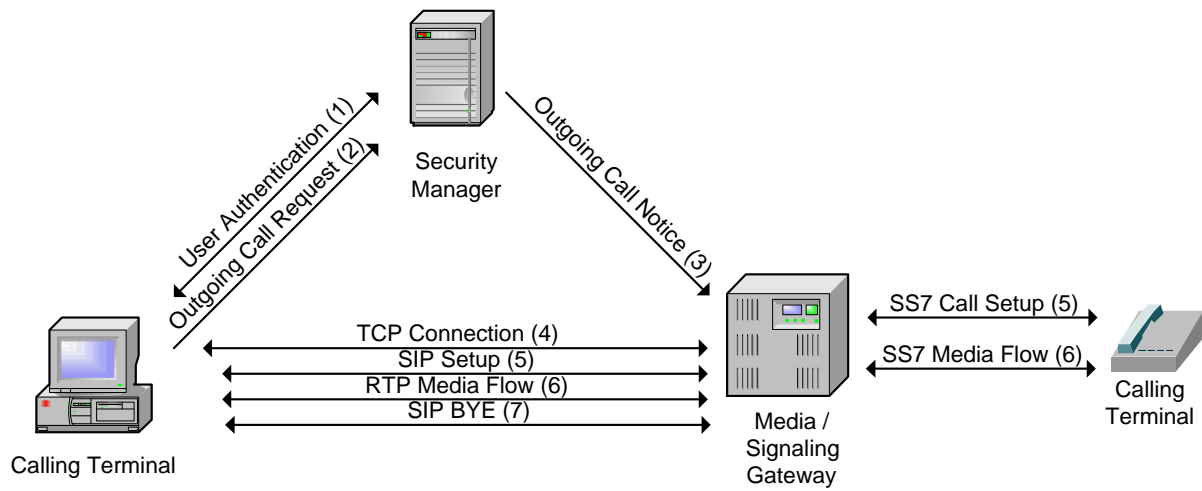 User Authentication (1)
Outgoing Call Request (2)
Security
Manager
Outgoing Call Notice (3)
TCP Connection (4)
SIP Setup (5)
RTP Media Flow (6)
SIP BYE (7)
SS7 Call Setup (5)
SS7 Media Flow (6)
Calling Terminal
Media /
Signaling
Gateway
Calling
Terminal